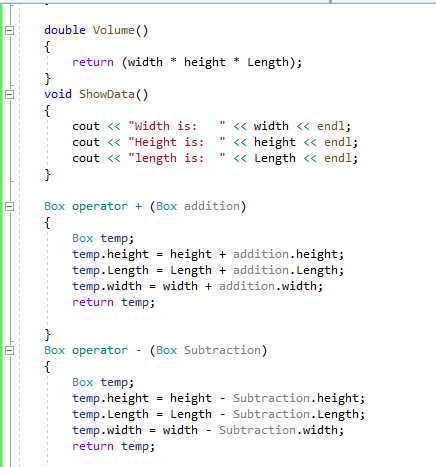 double Volume()
{
return (width * height * Length);
}
void ShowData()
{
cout << "Width is:   " << width << endl;
cout << "Height is:  " << height << endl;
cout << "length is:  " << Length << endl;
}
Box operator + (Box addition)
{
Box temp;
temp.height = height + addition.height;
temp.Length = Length + addition.Length;
temp.width = width + addition.width;
return temp;
}
Box operator - (Box Subtraction)
{
Box temp;
temp.height = height - Subtraction.height;
temp.Length = Length - Subtraction.Length;
temp.width = width - Subtraction.width;
return temp;